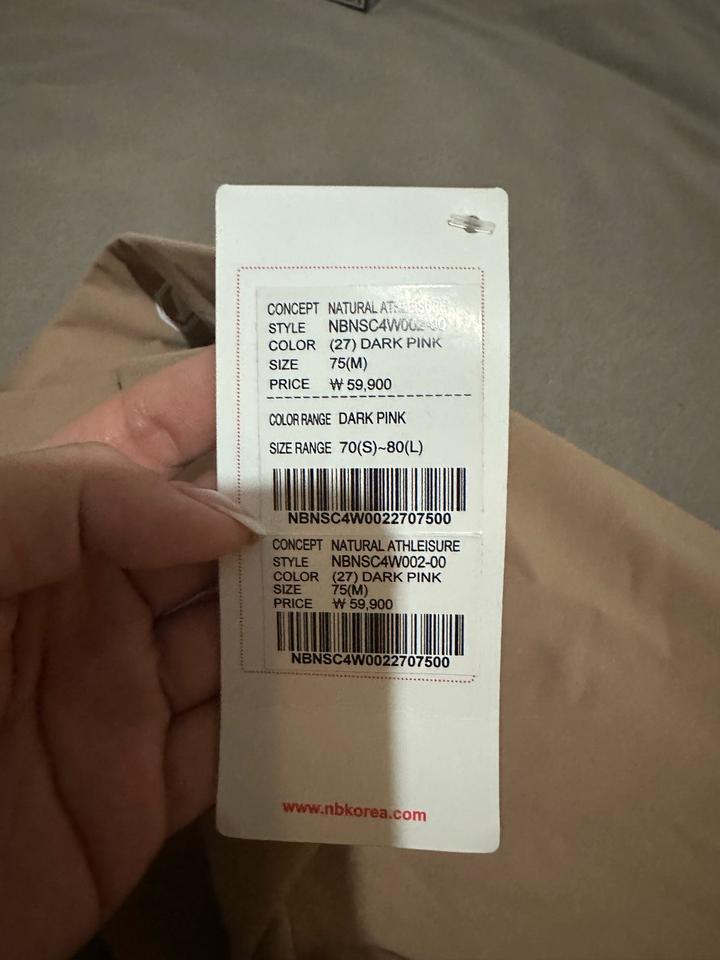 CONCEPT NATURAL ATHLEISURE
STYLE NBNSC4W002-00
COLOR (27) DARK PINK
SIZE 75(M)
PRICE ₩ 59,900
COLOR RANGE DARK PINK
SIZE RANGE 70(S)~80(L)
NBNSC4W0022707500
CONCEPT NATURAL ATHLEISURE
STYLE NBNSC4W002-00
COLOR (27) DARK PINK
SIZE 75(M)
PRICE ₩ 59,900
NBNSC4W0022707500
www.nbkorea.com